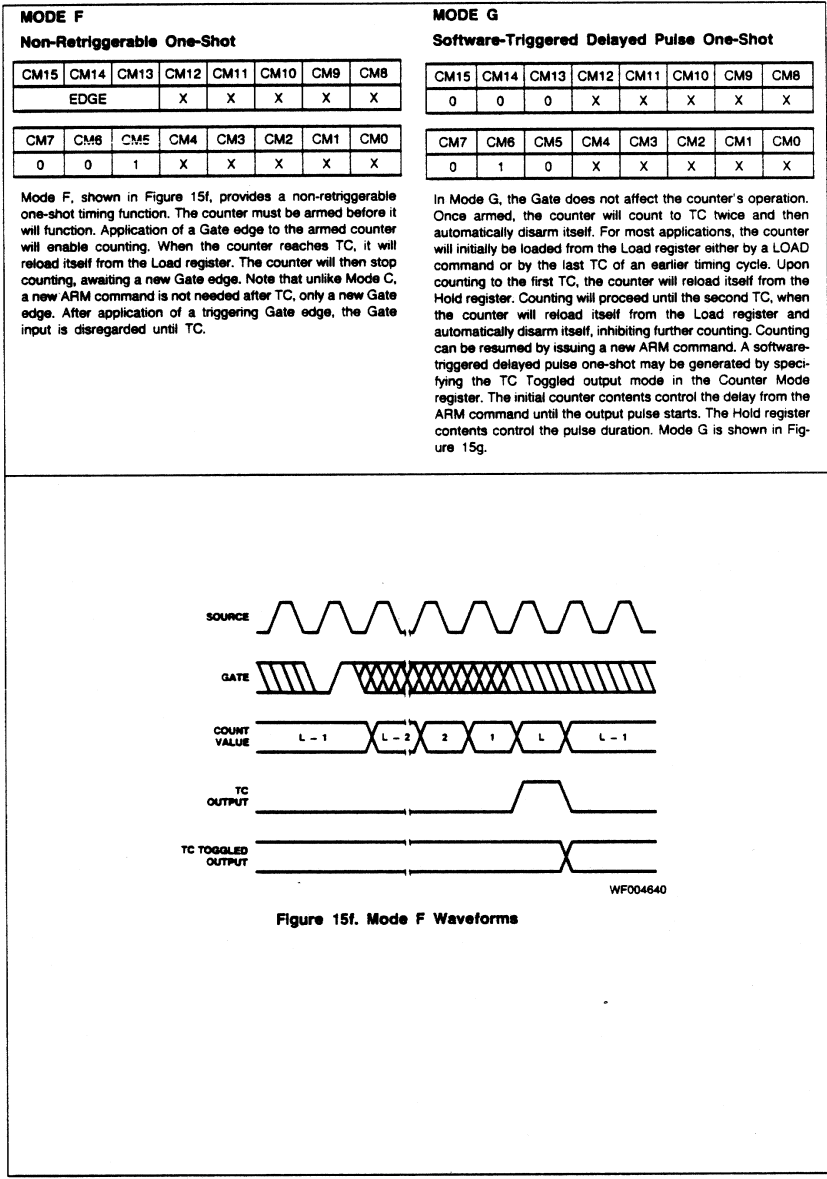 MODE F
Non-Retriggerable One-Shot
CM15 CM14 CM13 CM12 CM11 CM10 CM9 CM8
EDGE X X X X X
CM7 CM6 CM5 CM4 CM3 CM2 CM1 CM0
0 0 1 X X X X X
Mode F, shown in Figure 15f, provides a non-retriggerable
one-shot timing function. The counter must be armed before it
will function. Application of a Gate edge to the armed counter
will enable counting. When the counter reaches TC, it will
reload itself from the Load register. The counter will then stop
counting, awaiting a new Gate edge. Note that unlike Mode C,
a new ARM command is not needed after TC, only a new Gate
edge. After application of a triggering Gate edge, the Gate
input is disregarded until TC.
MODE G
Software-Triggered Delayed Pulse One-Shot
CM15 CM14 CM13 CM12 CM11 CM10 CM9 CM8
0 0 0 X X X X X
CM7 CM6 CM5 CM4 CM3 CM2 CM1 CM0
0 1 0 X X X X X
In Mode G, the Gate does not affect the counter's operation.
Once armed, the counter will count to TC twice and then
automatically disarm itself. For most applications, the counter
will initially be loaded from the Load register either by a LOAD
command or by the last TC of an earlier timing cycle. Upon
counting to the first TC, the counter will reload itself from the
Hold register. Counting will proceed until the second TC, when
the counter will reload itself from the Load register and
automatically disarm itself, inhibiting further counting. Counting
can be resumed by issuing a new ARM command. A software-
triggered delayed pulse one-shot may be generated by speci-
fying the TC Toggled output mode in the Counter Mode
register. The initial counter contents control the delay from the
ARM command until the output pulse starts. The Hold register
contents control the pulse duration. Mode G is shown in Fig-
ure 15g.
SOURCE
GATE
COUNT
VALUE
L – 1 L – 2 2 1 L L – 1
TC
OUTPUT
TC TOGGLED
OUTPUT
WF004640
Figure 15f. Mode F Waveforms